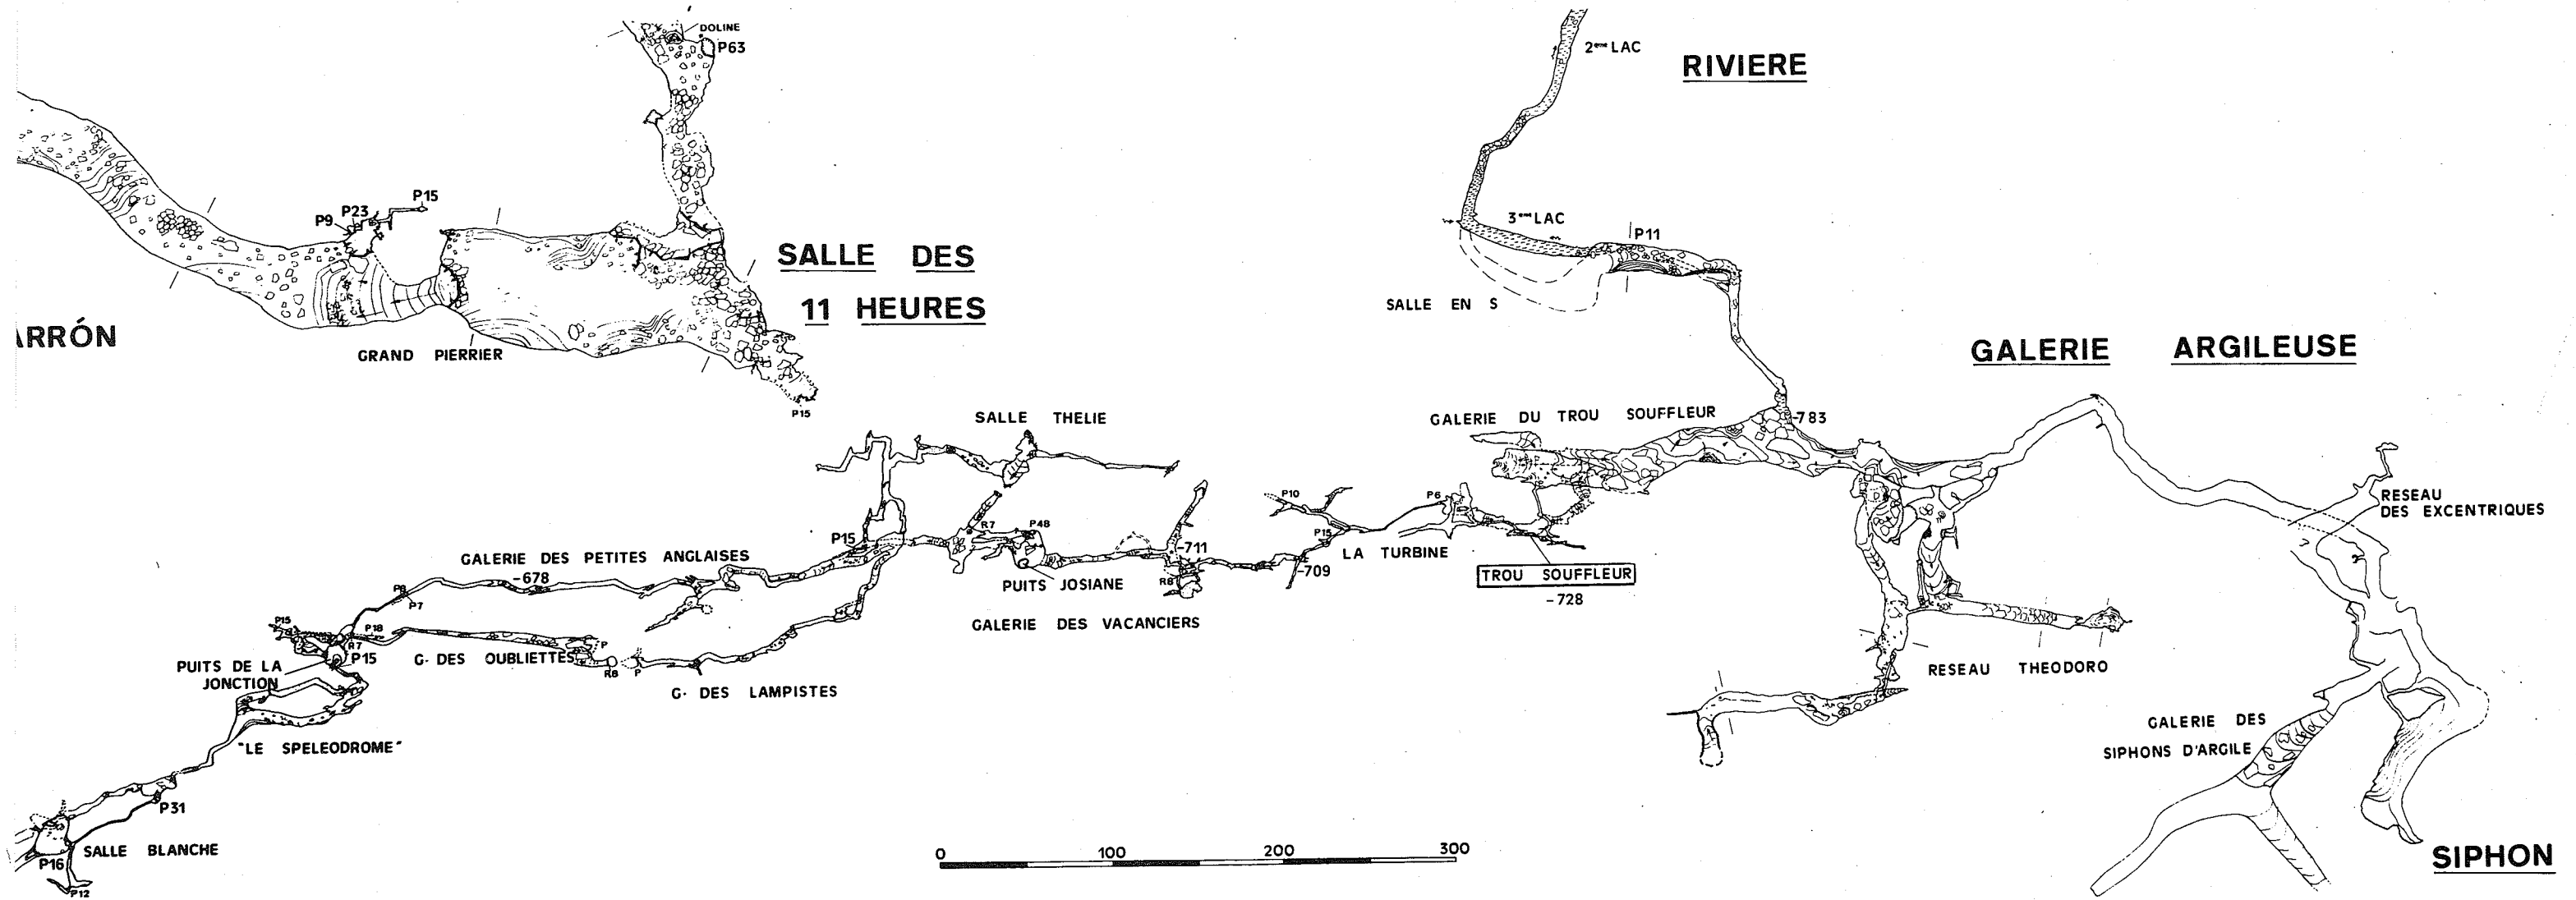 DOLINE
P63
2eme LAC
RIVIERE
P15
P23
P9
3eme LAC
P11
SALLE DES
11 HEURES
SALLE EN S
ARRÓN
GRAND PIERRIER
P15
GALERIE ARGILEUSE
SALLE THELIE
GALERIE DU TROU SOUFFLEUR
-783
RESEAU
DES EXCENTRIQUES
P10
P6
R7
P48
P15
P15
-711
LA TURBINE
GALERIE DES PETITES ANGLAISES
-678
PUITS JOSIANE
R8
-709
TROU SOUFFLEUR
-728
P8
P7
GALERIE DES VACANCIERS
P15
P18
R7
P15
G. DES OUBLIETTES
P
R8
P
PUITS DE LA
JONCTION
G. DES LAMPISTES
RESEAU THEODORO
"LE SPELEODROME"
GALERIE DES
SIPHONS D'ARGILE
P31
SALLE BLANCHE
P16
P12
0 100 200 300
SIPHON